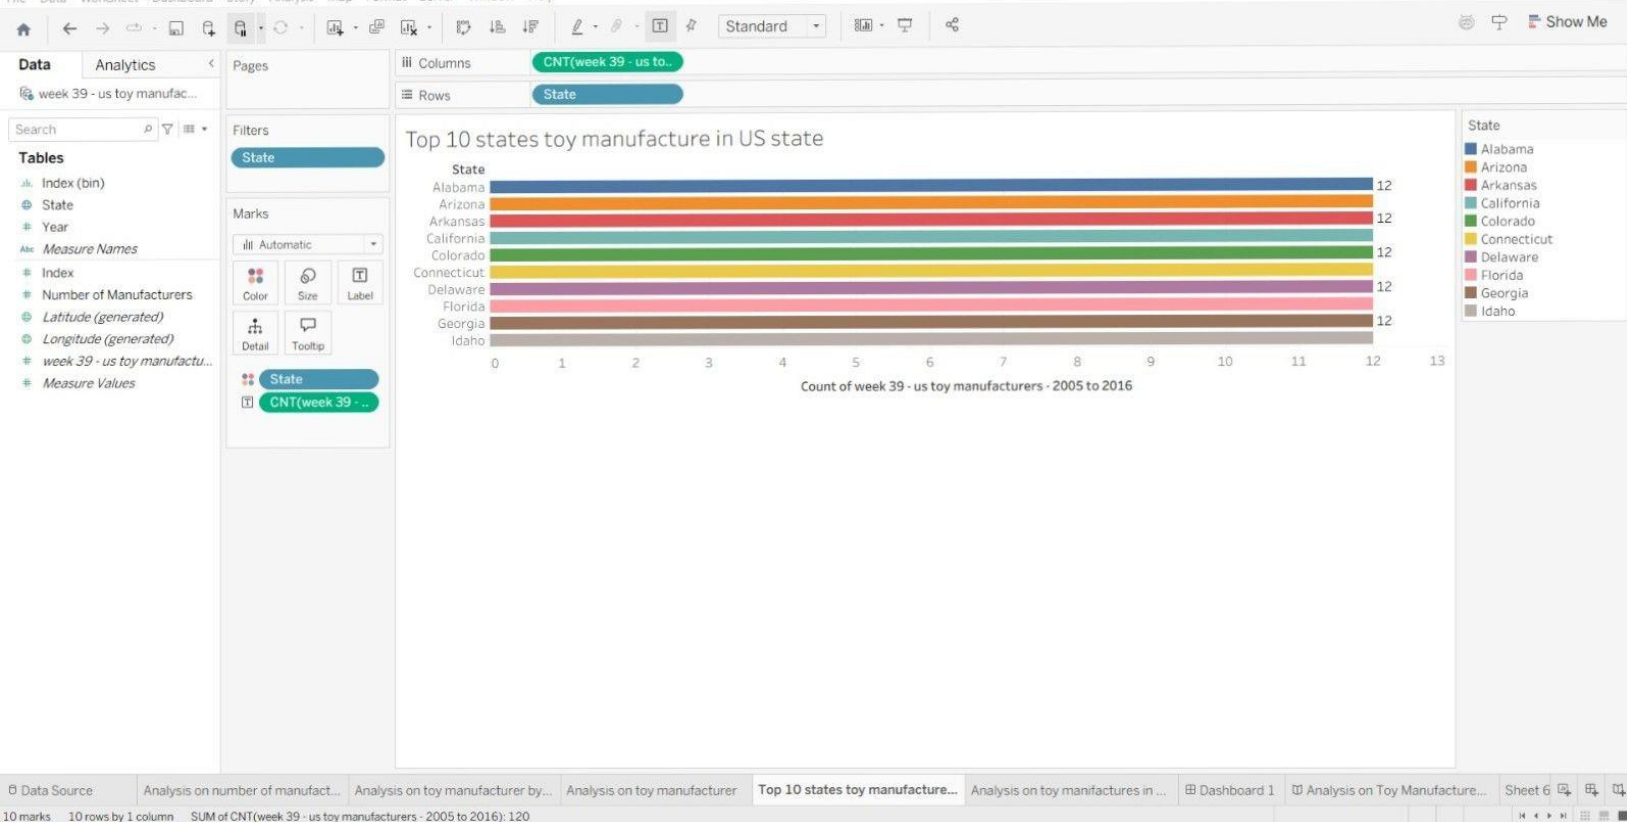 Standard
Show Me
Data
Analytics
Pages
Columns
CNT(week 39 - us to..
week 39 - us toy manufac...
Rows
State
Search
Filters
State
Top 10 states toy manufacture in US state
State
Tables
Index (bin)
State
Year
Abc Measure Names
Index
Number of Manufacturers
Latitude (generated)
Longitude (generated)
week 39 - us toy manufactu...
Measure Values
Marks
Automatic
Color
Size
Label
Detail
Tooltip
State
CNT(week 39 - ..
State
Alabama 12
Arizona
Arkansas 12
California
Colorado 12
Connecticut
Delaware 12
Florida
Georgia 12
Idaho
0 1 2 3 4 5 6 7 8 9 10 11 12 13
Count of week 39 - us toy manufacturers - 2005 to 2016
Alabama
Arizona
Arkansas
California
Colorado
Connecticut
Delaware
Florida
Georgia
Idaho
Data Source
Analysis on number of manufact...
Analysis on toy manufacturer by...
Analysis on toy manufacturer
Top 10 states toy manufacture...
Analysis on toy manifactures in ...
Dashboard 1
Analysis on Toy Manufacture...
Sheet 6
10 marks 10 rows by 1 column SUM of CNT(week 39 - us toy manufacturers - 2005 to 2016): 120